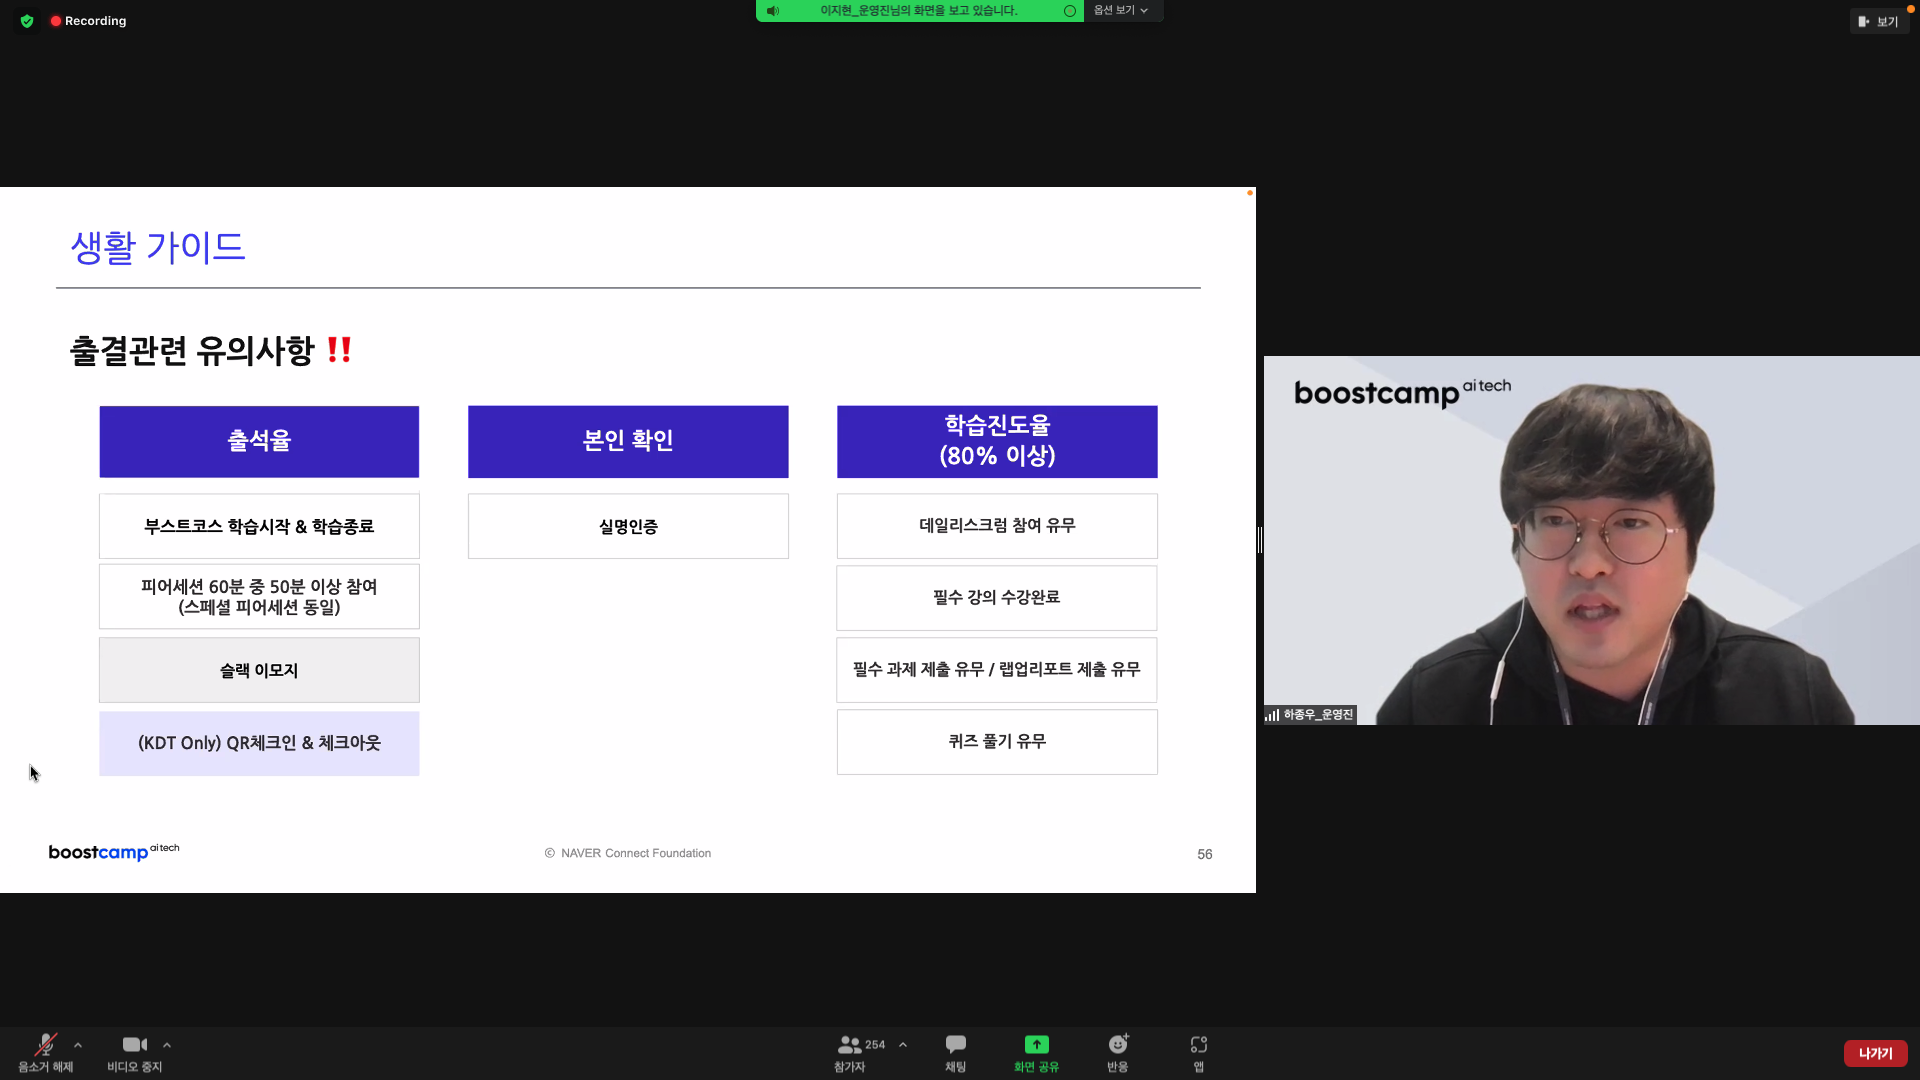 Recording
이지현_운영진님의 화면을 보고 있습니다.
옵션 보기
보기
생활 가이드
출결관련 유의사항 ‼
출석율
부스트코스 학습시작 & 학습종료
피어세션 60분 중 50분 이상 참여
(스페셜 피어세션 동일)
슬랙 이모지
(KDT Only) QR체크인 & 체크아웃
본인 확인
실명인증
학습진도율
(80% 이상)
데일리스크럼 참여 유무
필수 강의 수강완료
필수 과제 제출 유무 / 랩업리포트 제출 유무
퀴즈 풀기 유무
boostcamp ai tech
© NAVER Connect Foundation
56
boostcamp ai tech
하종우_운영진
음소거 해제
비디오 중지
254
참가자
채팅
화면 공유
반응
앱
나가기